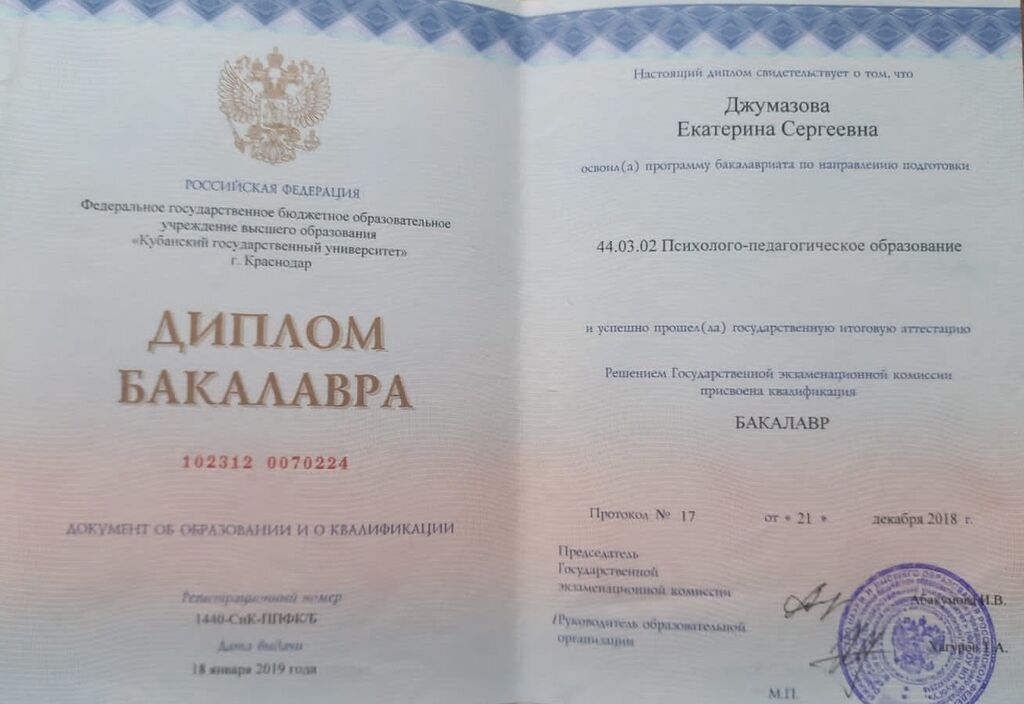 РОССИЙСКАЯ ФЕДЕРАЦИЯ
Федеральное государственное бюджетное образовательное
учреждение высшего образования
«Кубанский государственный университет»
г. Краснодар
ДИПЛОМ
БАКАЛАВРА
102312 0070224
ДОКУМЕНТ ОБ ОБРАЗОВАНИИ И О КВАЛИФИКАЦИИ
Регистрационный номер
1440-СпК-ППФК/Б
Дата выдачи
18 января 2019 года
Настоящий диплом свидетельствует о том, что
Джумазова
Екатерина Сергеевна
освоил(а) программу бакалавриата по направлению подготовки
44.03.02 Психолого-педагогическое образование
и успешно прошел(ла) государственную итоговую аттестацию
Решением Государственной экзаменационной комиссии
присвоена квалификация
БАКАЛАВР
Протокол № 17 от « 21 » декабря 2018 г.
Председатель
Государственной
экзаменационной комиссии
Абакумова И.В.
/Руководитель образовательной
организации
Хагуров Т.А.
М.П.